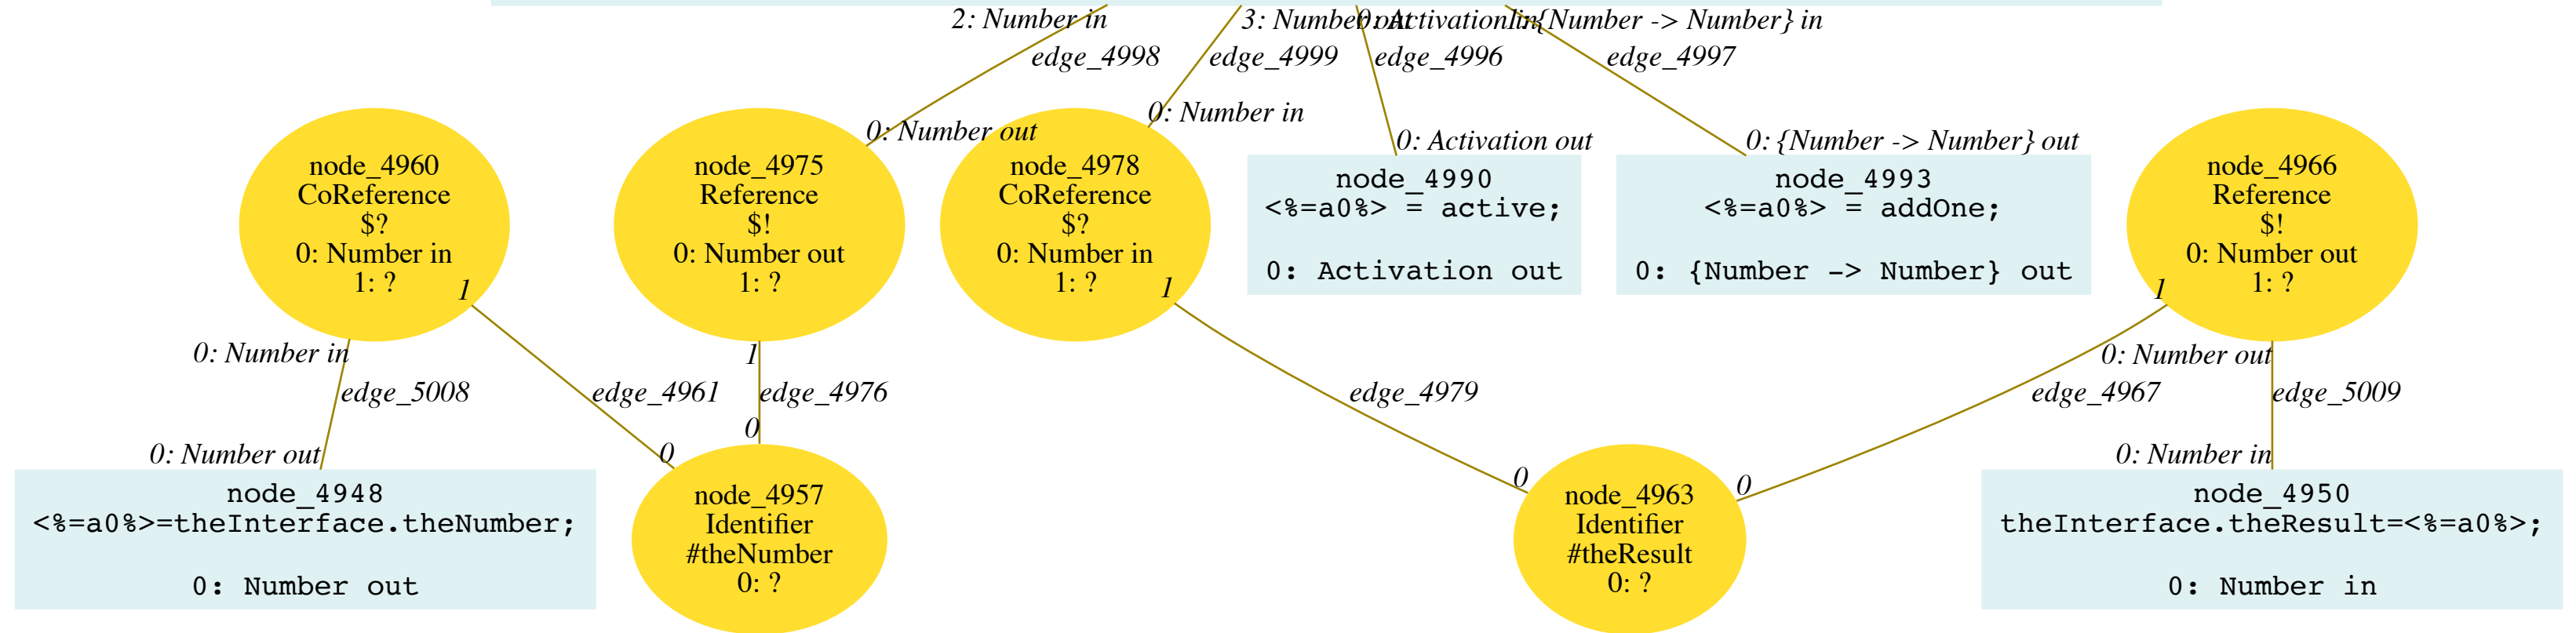 2: Number in
3: Number out
0: Activation in
1: {Number -> Number} in
edge_4998
edge_4999
edge_4996
edge_4997
0: Number out
0: Number in
0: Activation out
0: {Number -> Number} out
node_4960
CoReference
$?
0: Number in
1: ?
1
node_4975
Reference
$!
0: Number out
1: ?
node_4978
CoReference
$?
0: Number in
1: ?
1
node_4990
<%=a0%> = active;
0: Activation out
node_4993
<%=a0%> = addOne;
0: {Number -> Number} out
node_4966
Reference
$!
0: Number out
1: ?
1
0: Number in
1
0: Number out
edge_5008
edge_4961
edge_4976
edge_4979
edge_4967
edge_5009
0: Number out
0
0
0
0
0: Number in
node_4948
<%=a0%>=theInterface.theNumber;
0: Number out
node_4957
Identifier
#theNumber
0: ?
node_4963
Identifier
#theResult
0: ?
node_4950
theInterface.theResult=<%=a0%>;
0: Number in